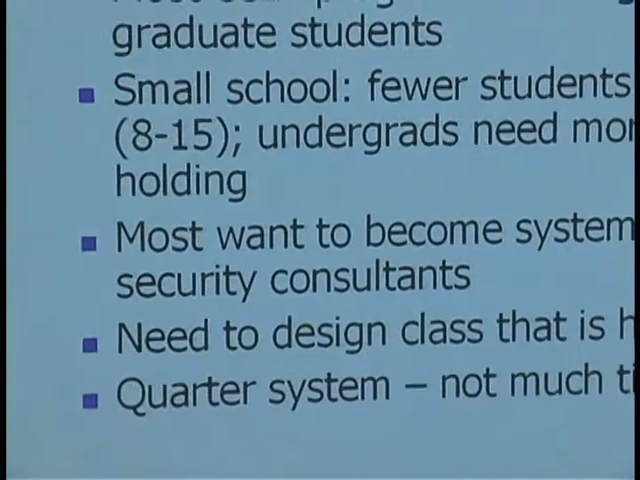 graduate students
Small school: fewer students
(8-15); undergrads need
holding
Most want to become system
security consultants
Need to design class that is
Quarter system – not much